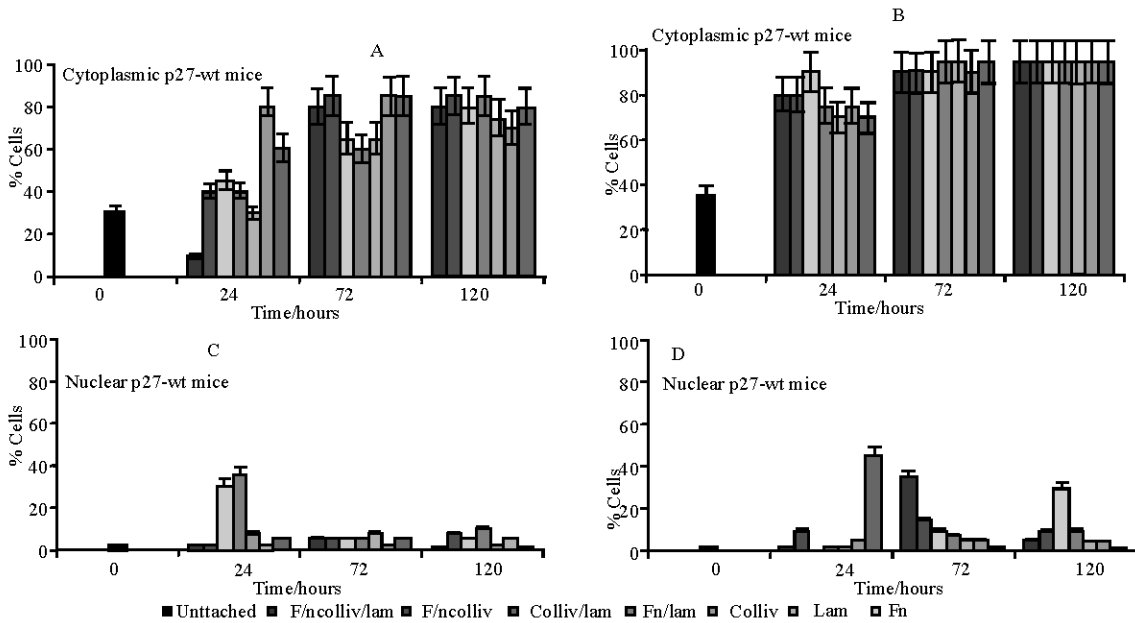 A
Cytoplasmic p27-wt mice
% Cells
100
80
60
40
20
0
0
24
72
120
Time/hours
B
Cytoplasmic p27-wt mice
% Cells
100
80
60
40
20
0
0
24
72
120
Time/hours
C
Nuclear p27-wt mice
% Cells
100
80
60
40
20
0
0
24
72
120
Time/hours
D
Nuclear p27-wt mice
% Cells
100
80
60
40
20
0
0
24
72
120
Time/hours
Unttached F/ncolliv/lam F/ncolliv Colliv/lam Fn/lam Colliv Lam Fn